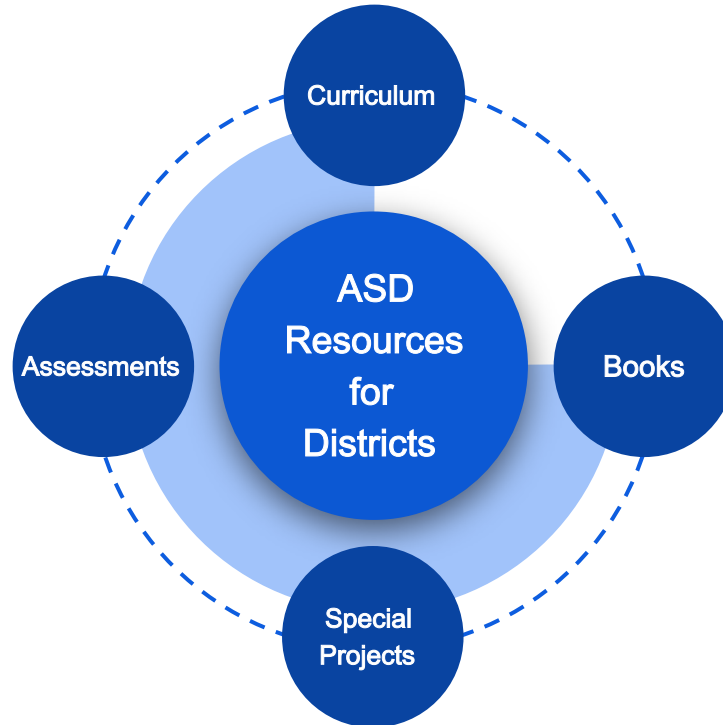 Curriculum
ASD
Resources
for
Districts
Assessments
Books
Special
Projects